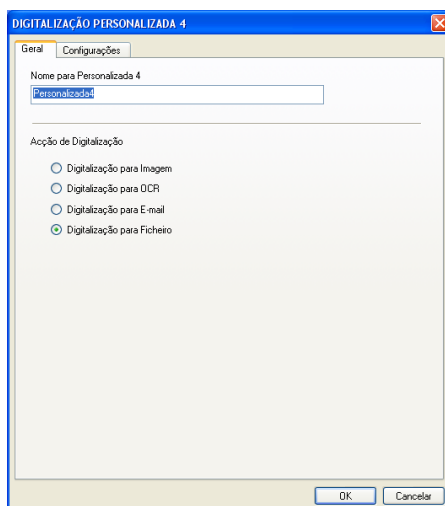 DIGITALIZAÇÃO PERSONALIZADA 4
Geral
Configurações
Nome para Personalizada 4
Personalizada4
Acção de Digitalização
Digitalização para Imagem
Digitalização para OCR
Digitalização para E-mail
Digitalização para Ficheiro
OK
Cancelar